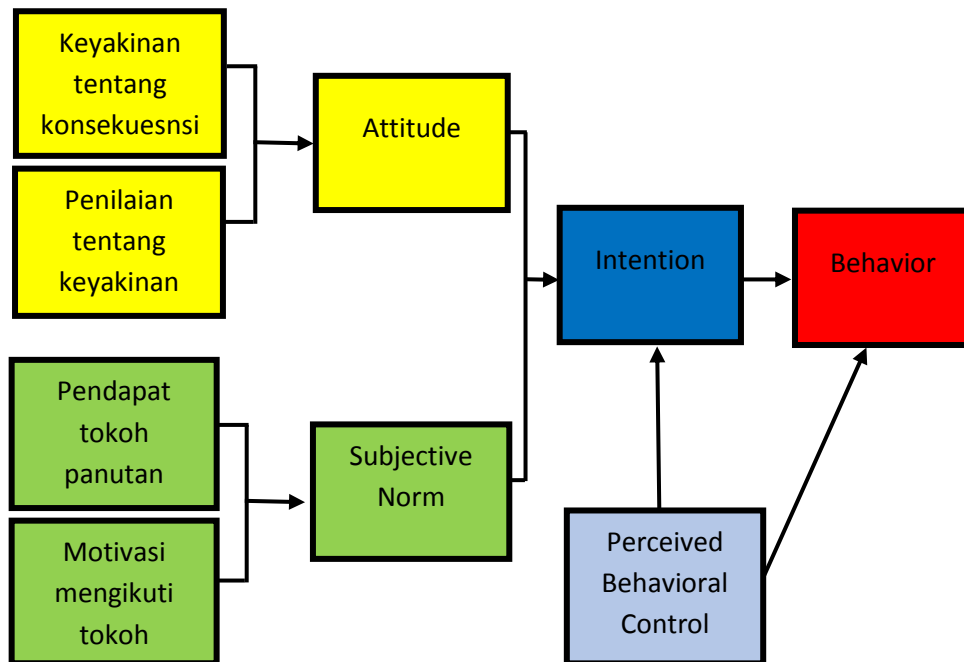 Keyakinan
tentang
konsekuesnsi
Penilaian
tentang
keyakinan
Attitude
Pendapat
tokoh
panutan
Motivasi
mengikuti
tokoh
Subjective
Norm
Intention
Behavior
Perceived
Behavioral
Control